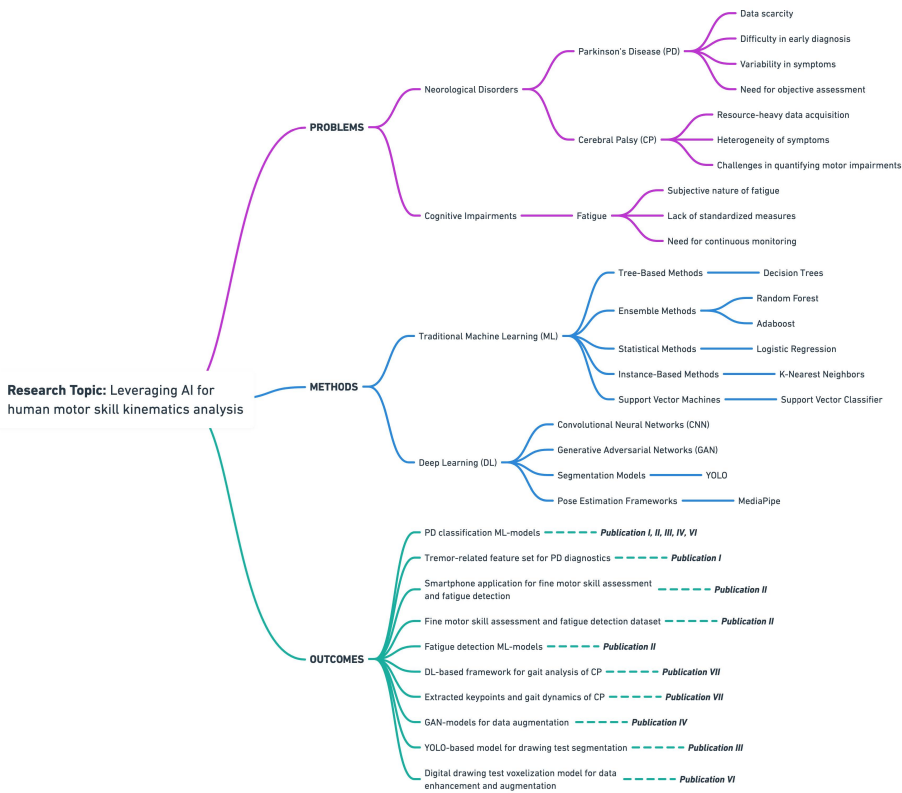 Research Topic: Leveraging AI for
human motor skill kinematics analysis
PROBLEMS
Neorological Disorders
Parkinson's Disease (PD)
Data scarcity
Difficulty in early diagnosis
Variability in symptoms
Need for objective assessment
Cerebral Palsy (CP)
Resource-heavy data acquisition
Heterogeneity of symptoms
Challenges in quantifying motor impairments
Cognitive Impairments
Fatigue
Subjective nature of fatigue
Lack of standardized measures
Need for continuous monitoring
METHODS
Traditional Machine Learning (ML)
Tree-Based Methods
Decision Trees
Ensemble Methods
Random Forest
Adaboost
Statistical Methods
Logistic Regression
Instance-Based Methods
K-Nearest Neighbors
Support Vector Machines
Support Vector Classifier
Deep Learning (DL)
Convolutional Neural Networks (CNN)
Generative Adversarial Networks (GAN)
Segmentation Models
YOLO
Pose Estimation Frameworks
MediaPipe
OUTCOMES
PD classification ML-models
Publication I, II, III, IV, VI
Tremor-related feature set for PD diagnostics
Publication I
Smartphone application for fine motor skill assessment
and fatigue detection
Publication II
Fine motor skill assessment and fatigue detection dataset
Publication II
Fatigue detection ML-models
Publication II
DL-based framework for gait analysis of CP
Publication VII
Extracted keypoints and gait dynamics of CP
Publication VII
GAN-models for data augmentation
Publication IV
YOLO-based model for drawing test segmentation
Publication III
Digital drawing test voxelization model for data
enhancement and augmentation
Publication VI